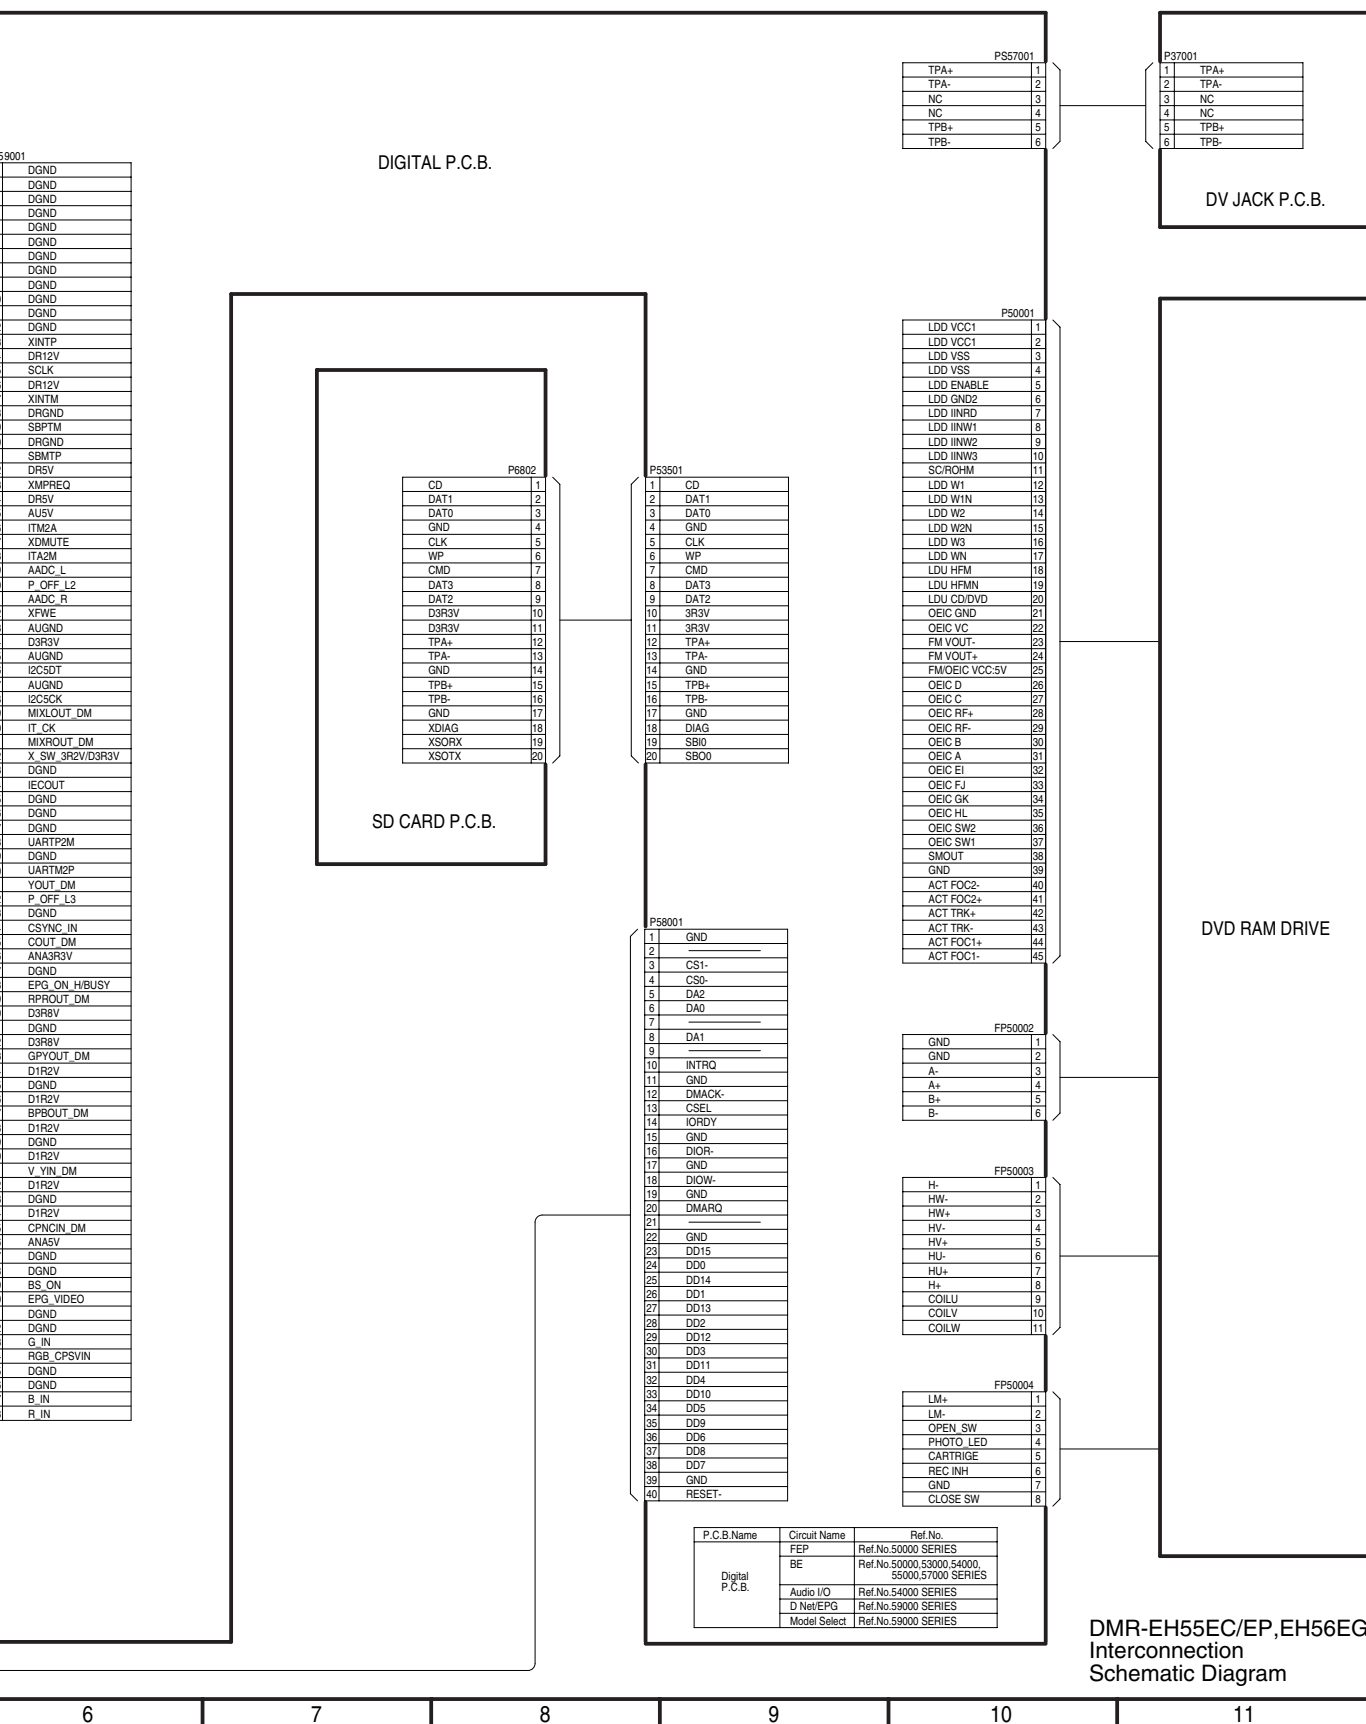 PS57001
TPA+ 1
TPA- 2
NC 3
NC 4
TPB+ 5
TPB- 6
P37001
1 TPA+
2 TPA-
3 NC
4 NC
5 TPB+
6 TPB-
DV JACK P.C.B.
DIGITAL P.C.B.
59001
DGND
DGND
DGND
DGND
DGND
DGND
DGND
DGND
DGND
DGND
DGND
DGND
XINTP
DR12V
SCLK
DR12V
XINTM
DRGND
SBPTM
DRGND
SBMTP
DR5V
XMPREQ
DR5V
AU5V
ITM2A
XDMUTE
ITA2M
AADC_L
P_OFF_L2
AADC_R
XFWE
AUGND
D3R3V
AUGND
I2C5DT
AUGND
I2C5CK
MIXLOUT_DM
IT_CK
MIXROUT_DM
X_SW_3R2V/D3R3V
DGND
IECOUT
DGND
DGND
DGND
UARTP2M
DGND
UARTM2P
YOUT_DM
P_OFF_L3
DGND
CSYNC_IN
COUT_DM
ANA3R3V
DGND
EPG_ON_H/BUSY
RPROUT_DM
D3R8V
DGND
D3R8V
GPYOUT_DM
D1R2V
DGND
D1R2V
BPBOUT_DM
D1R2V
DGND
D1R2V
V_YIN_DM
D1R2V
DGND
D1R2V
CPNCIN_DM
ANA5V
DGND
DGND
BS_ON
EPG_VIDEO
DGND
DGND
G_IN
RGB_CPSVIN
DGND
DGND
B_IN
R_IN
P6802
CD 1
DAT1 2
DAT0 3
GND 4
CLK 5
WP 6
CMD 7
DAT3 8
DAT2 9
D3R3V 10
D3R3V 11
TPA+ 12
TPA- 13
GND 14
TPB+ 15
TPB- 16
GND 17
XDIAG 18
XSORX 19
XSOTX 20
SD CARD P.C.B.
P53501
1 CD
2 DAT1
3 DAT0
4 GND
5 CLK
6 WP
7 CMD
8 DAT3
9 DAT2
10 3R3V
11 3R3V
12 TPA+
13 TPA-
14 GND
15 TPB+
16 TPB-
17 GND
18 DIAG
19 SBI0
20 SBO0
P58001
1 GND
2
3 CS1-
4 CS0-
5 DA2
6 DA0
7
8 DA1
9
10 INTRQ
11 GND
12 DMACK-
13 CSEL
14 IORDY
15 GND
16 DIOR-
17 GND
18 DIOW-
19 GND
20 DMARQ
21
22 GND
23 DD15
24 DD0
25 DD14
26 DD1
27 DD13
28 DD2
29 DD12
30 DD3
31 DD11
32 DD4
33 DD10
34 DD5
35 DD9
36 DD6
37 DD8
38 DD7
39 GND
40 RESET-
P50001
LDD VCC1 1
LDD VCC1 2
LDD VSS 3
LDD VSS 4
LDD ENABLE 5
LDD GND2 6
LDD IINRD 7
LDD IINW1 8
LDD IINW2 9
LDD IINW3 10
SC/ROHM 11
LDD W1 12
LDD W1N 13
LDD W2 14
LDD W2N 15
LDD W3 16
LDD WN 17
LDU HFM 18
LDU HFMN 19
LDU CD/DVD 20
OEIC GND 21
OEIC VC 22
FM VOUT- 23
FM VOUT+ 24
FM/OEIC VCC:5V 25
OEIC D 26
OEIC C 27
OEIC RF+ 28
OEIC RF- 29
OEIC B 30
OEIC A 31
OEIC EI 32
OEIC FJ 33
OEIC GK 34
OEIC HL 35
OEIC SW2 36
OEIC SW1 37
SMOUT 38
GND 39
ACT FOC2- 40
ACT FOC2+ 41
ACT TRK+ 42
ACT TRK- 43
ACT FOC1+ 44
ACT FOC1- 45
DVD RAM DRIVE
FP50002
GND 1
GND 2
A- 3
A+ 4
B+ 5
B- 6
FP50003
H- 1
HW- 2
HW+ 3
HV- 4
HV+ 5
HU- 6
HU+ 7
H+ 8
COILU 9
COILV 10
COILW 11
FP50004
LM+ 1
LM- 2
OPEN_SW 3
PHOTO_LED 4
CARTRIGE 5
REC INH 6
GND 7
CLOSE SW 8
P.C.B.Name Circuit Name Ref.No.
Digital
P.C.B.
FEP Ref.No.50000 SERIES
BE Ref.No.50000,53000,54000,
55000,57000 SERIES
Audio I/O Ref.No.54000 SERIES
D Net/EPG Ref.No.59000 SERIES
Model Select Ref.No.59000 SERIES
DMR-EH55EC/EP,EH56EG
Interconnection
Schematic Diagram
6 7 8 9 10 11